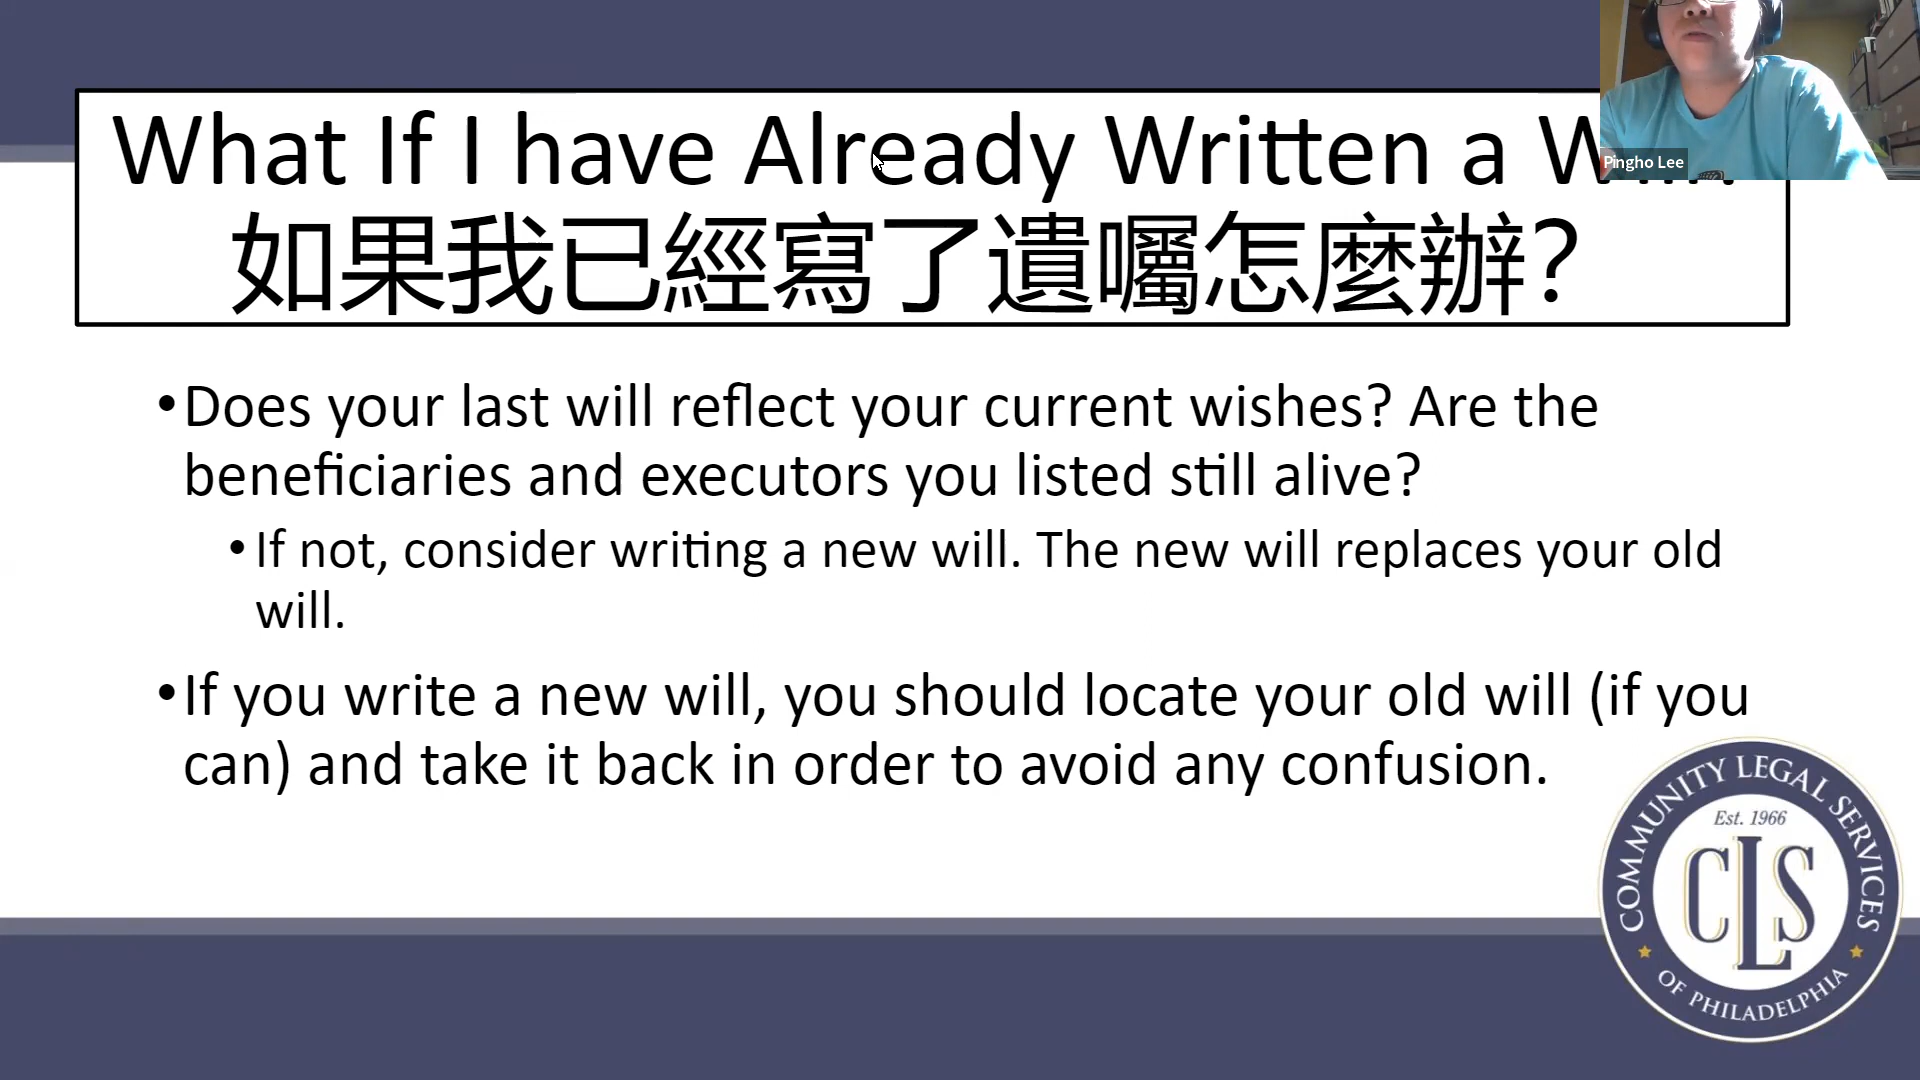 What If I have Already Written a
如果我已經寫了遺囑怎麼辦?
•Does your last will reflect your current wishes? Are the
beneficiaries and executors you listed still alive?
•If not, consider writing a new will. The new will replaces your old
will.
•If you write a new will, you should locate your old will (if you
can) and take it back in order to avoid any confusion.
Pingho Lee
COMMUNITY LEGAL SERVICES
Est. 1966
CLS
OF PHILADELPHIA